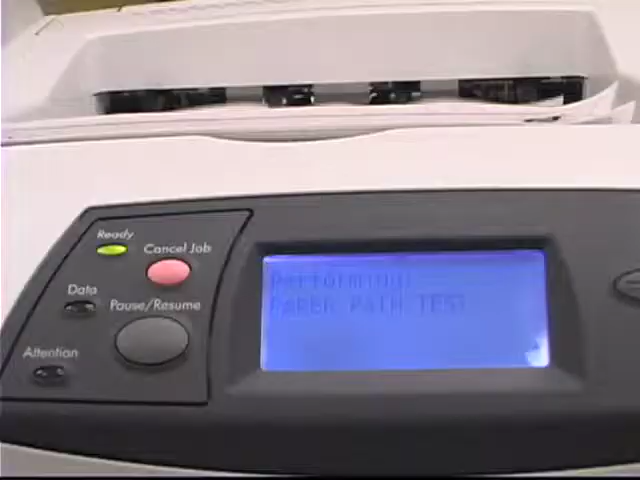 Ready
Cancel Job
Data
Pause/Resume
Attention
Performing
PAPER PATH TEST